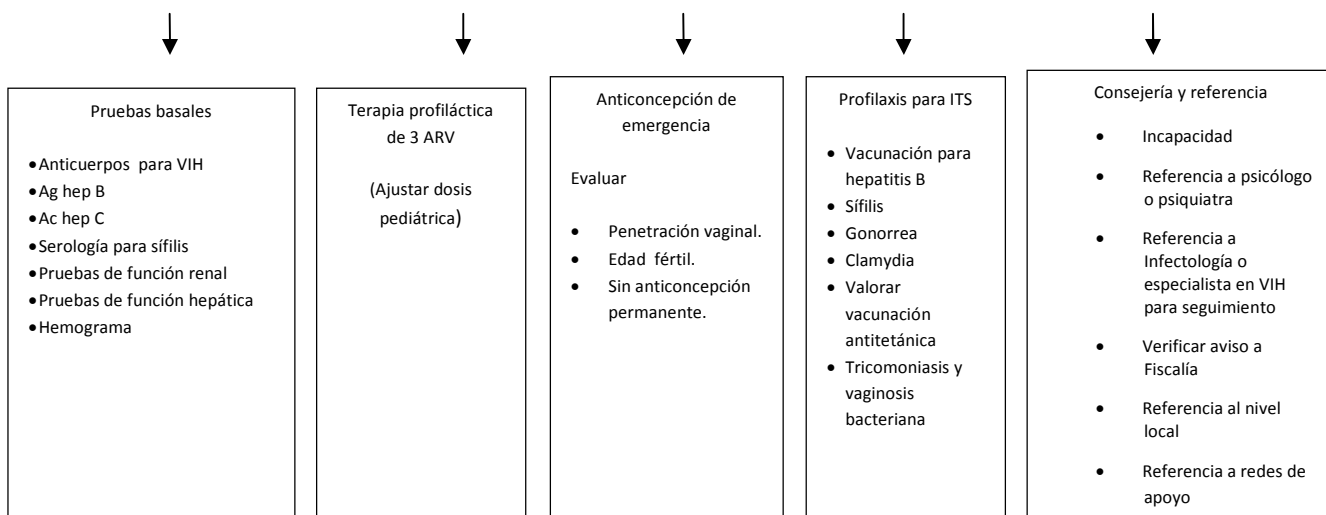 Pruebas basales
•Anticuerpos para VIH
•Ag hep B
•Ac hep C
•Serología para sífilis
•Pruebas de función renal
•Pruebas de función hepática
•Hemograma
Terapia profiláctica
de 3 ARV
(Ajustar dosis
pediátrica)
Anticoncepción de
emergencia
Evaluar
• Penetración vaginal.
• Edad fértil.
• Sin anticoncepción
permanente.
Profilaxis para ITS
• Vacunación para
hepatitis B
• Sífilis
• Gonorrea
• Clamydia
• Valorar
vacunación
antitetánica
• Tricomoniasis y
vaginosis
bacteriana
Consejería y referencia
• Incapacidad
• Referencia a psicólogo
o psiquiatra
• Referencia a
Infectología o
especialista en VIH
para seguimiento
• Verificar aviso a
Fiscalía
• Referencia al nivel
local
• Referencia a redes de
apoyo